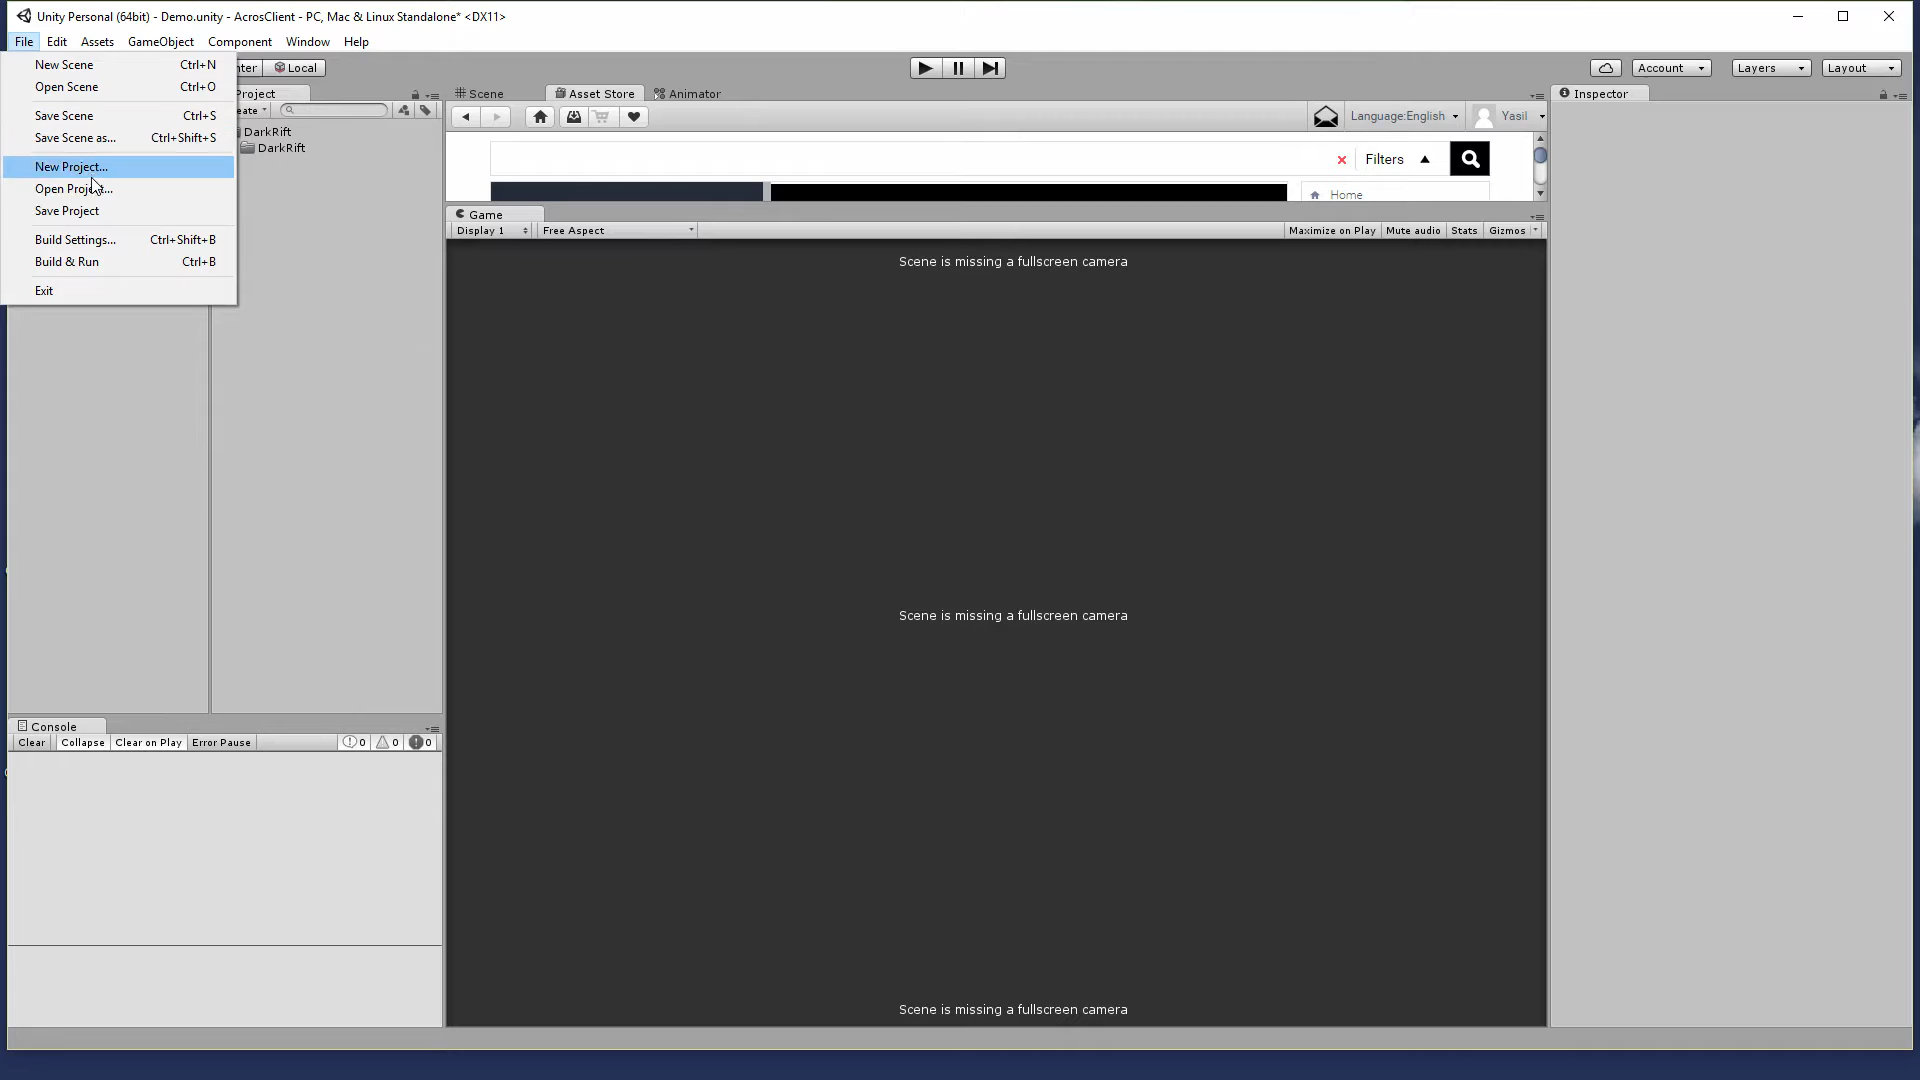 Unity Personal (64bit) - Demo.unity - AcrosClient - PC, Mac & Linux Standalone* <DX11>
File Edit Assets GameObject Component Window Help
New Scene Ctrl+N
Open Scene Ctrl+O
Save Scene Ctrl+S
Save Scene as... Ctrl+Shift+S
New Project...
Open Project...
Save Project
Build Settings... Ctrl+Shift+B
Build & Run Ctrl+B
Exit
Local
Account Layers Layout
Project
DarkRift
DarkRift
Scene Asset Store Animator
Language:English Yasil
Filters
Home
Game
Display 1 Free Aspect Maximize on Play Mute audio Stats Gizmos
Scene is missing a fullscreen camera
Scene is missing a fullscreen camera
Scene is missing a fullscreen camera
Inspector
Console
Clear Collapse Clear on Play Error Pause 0 0 0